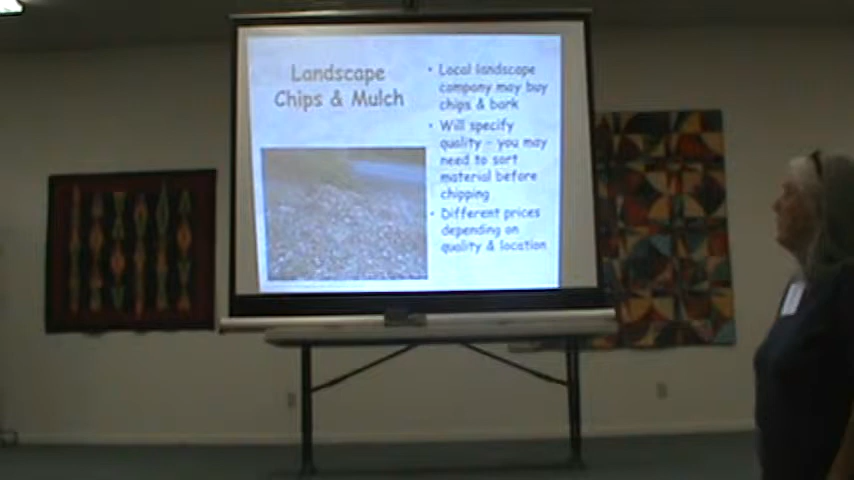 Landscape
Chips & Mulch
• Local landscape
company may buy
chips & bark
• Will specify
quality - you may
need to sort
material before
chipping
• Different prices
depending on
quality & location